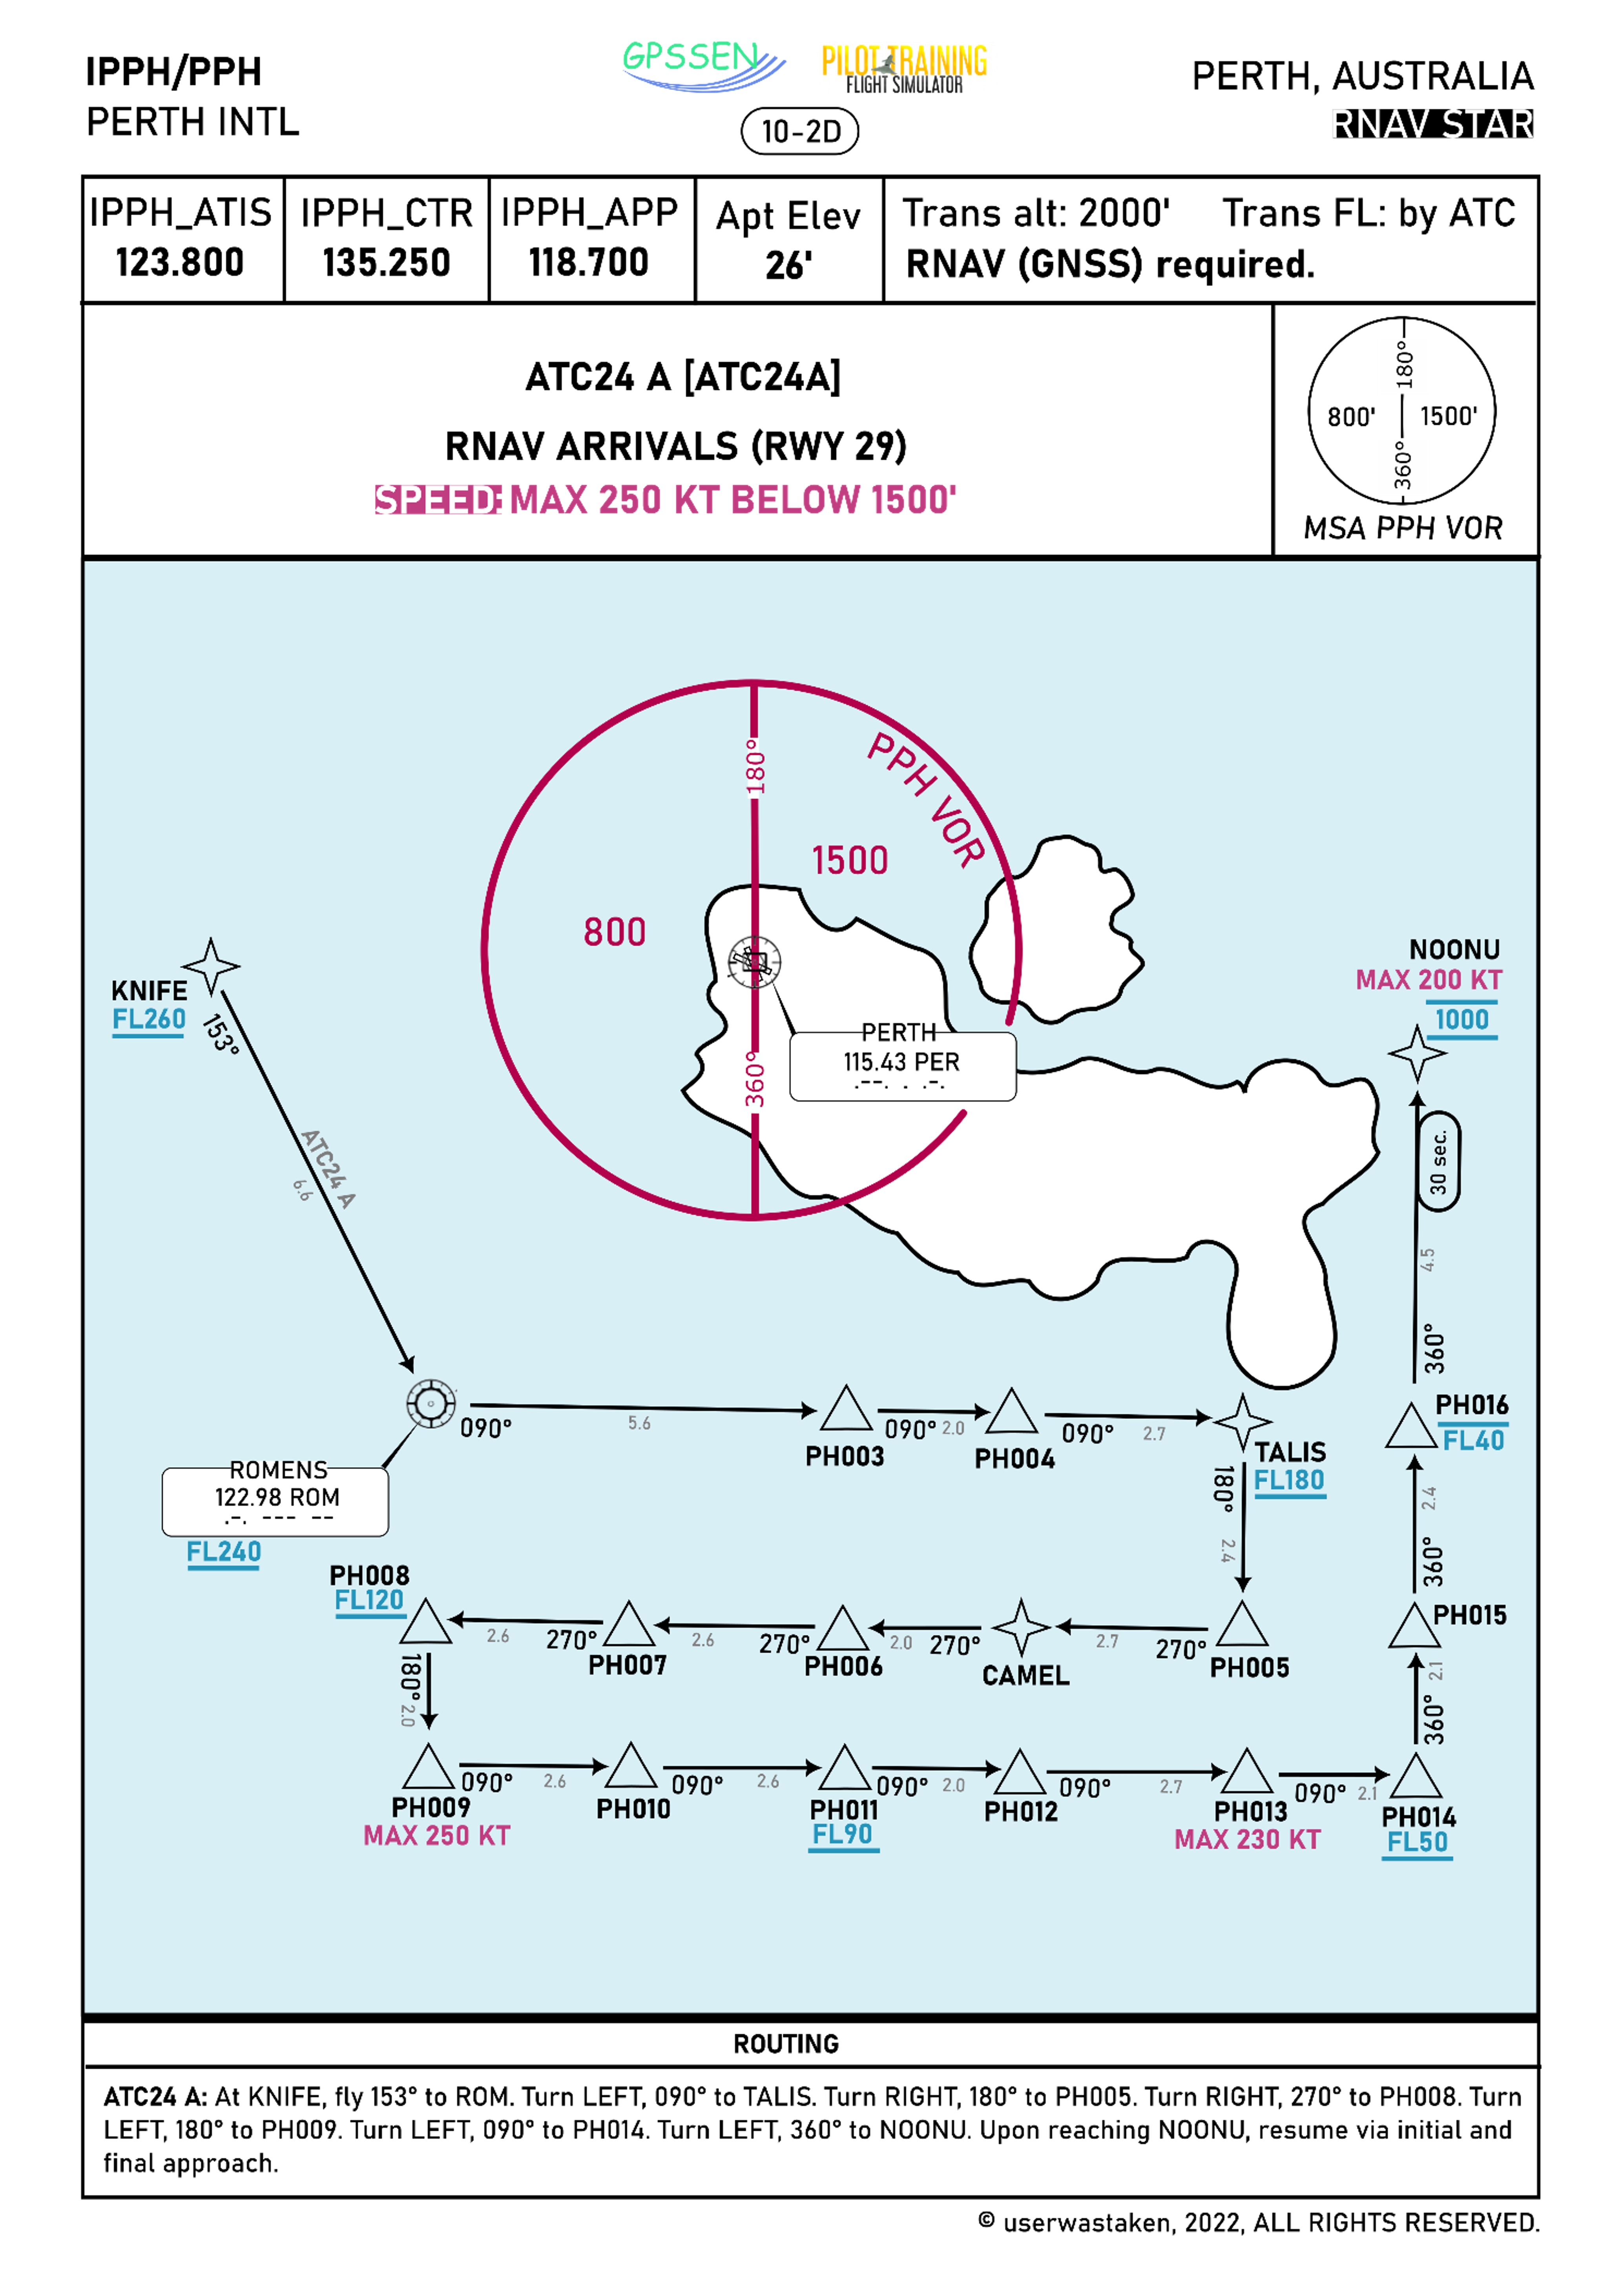 IPPH/PPH
PERTH INTL
GPSSEN
PILOT TRAINING
FLIGHT SIMULATOR
10-2D
PERTH, AUSTRALIA
RNAV STAR
IPPH_ATIS
123.800
IPPH_CTR
135.250
IPPH_APP
118.700
Apt Elev
26'
Trans alt: 2000' Trans FL: by ATC
RNAV (GNSS) required.
ATC24 A [ATC24A]
RNAV ARRIVALS (RWY 29)
SPEED: MAX 250 KT BELOW 1500'
180°
800' 1500'
360°
MSA PPH VOR
PPH VOR
180°
1500
800
360°
PERTH
115.43 PER
.--. . .-.
KNIFE
FL260
153°
ATC24 A
6.6
NOONU
MAX 200 KT
1000
30 sec.
4.5
360°
ROMENS
122.98 ROM
.-. --- --
FL240
090°
5.6
PH003
090° 2.0
PH004
090° 2.7
TALIS
FL180
180°
2.4
PH016
FL40
2.4
360°
PH008
FL120
2.6 270°
PH007
2.6 270°
PH006
2.0 270°
CAMEL
2.7 270°
PH005
PH015
2.1
360°
180° 2.0
PH009
MAX 250 KT
090° 2.6
PH010
090° 2.6
PH011
FL90
090° 2.0
PH012
090° 2.7
PH013
MAX 230 KT
090° 2.1
PH014
FL50
ROUTING
ATC24 A: At KNIFE, fly 153° to ROM. Turn LEFT, 090° to TALIS. Turn RIGHT, 180° to PH005. Turn RIGHT, 270° to PH008. Turn
LEFT, 180° to PH009. Turn LEFT, 090° to PH014. Turn LEFT, 360° to NOONU. Upon reaching NOONU, resume via initial and
final approach.
© userwastaken, 2022, ALL RIGHTS RESERVED.